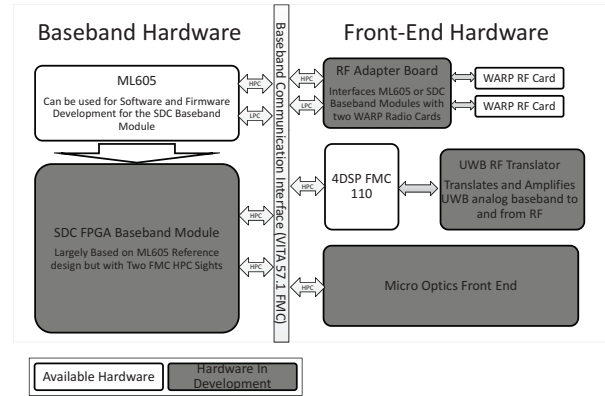 Baseband Hardware
Front-End Hardware
Baseband Communication Interface (VITA 57.1 FMC)
ML605
Can be used for Software and Firmware
Development for the SDC Baseband
Module
HPC
LPC
SDC FPGA Baseband Module
Largely Based on ML605 Reference
design but with Two FMC HPC Sights
HPC
HPC
HPC
LPC
RF Adapter Board
Interfaces ML605 or SDC
Baseband Modules with
two WARP Radio Cards
WARP RF Card
WARP RF Card
HPC
4DSP FMC
110
UWB RF Translator
Translates and Amplifies
UWB analog baseband to
and from RF
HPC
Micro Optics Front End
Available Hardware
Hardware In
Development